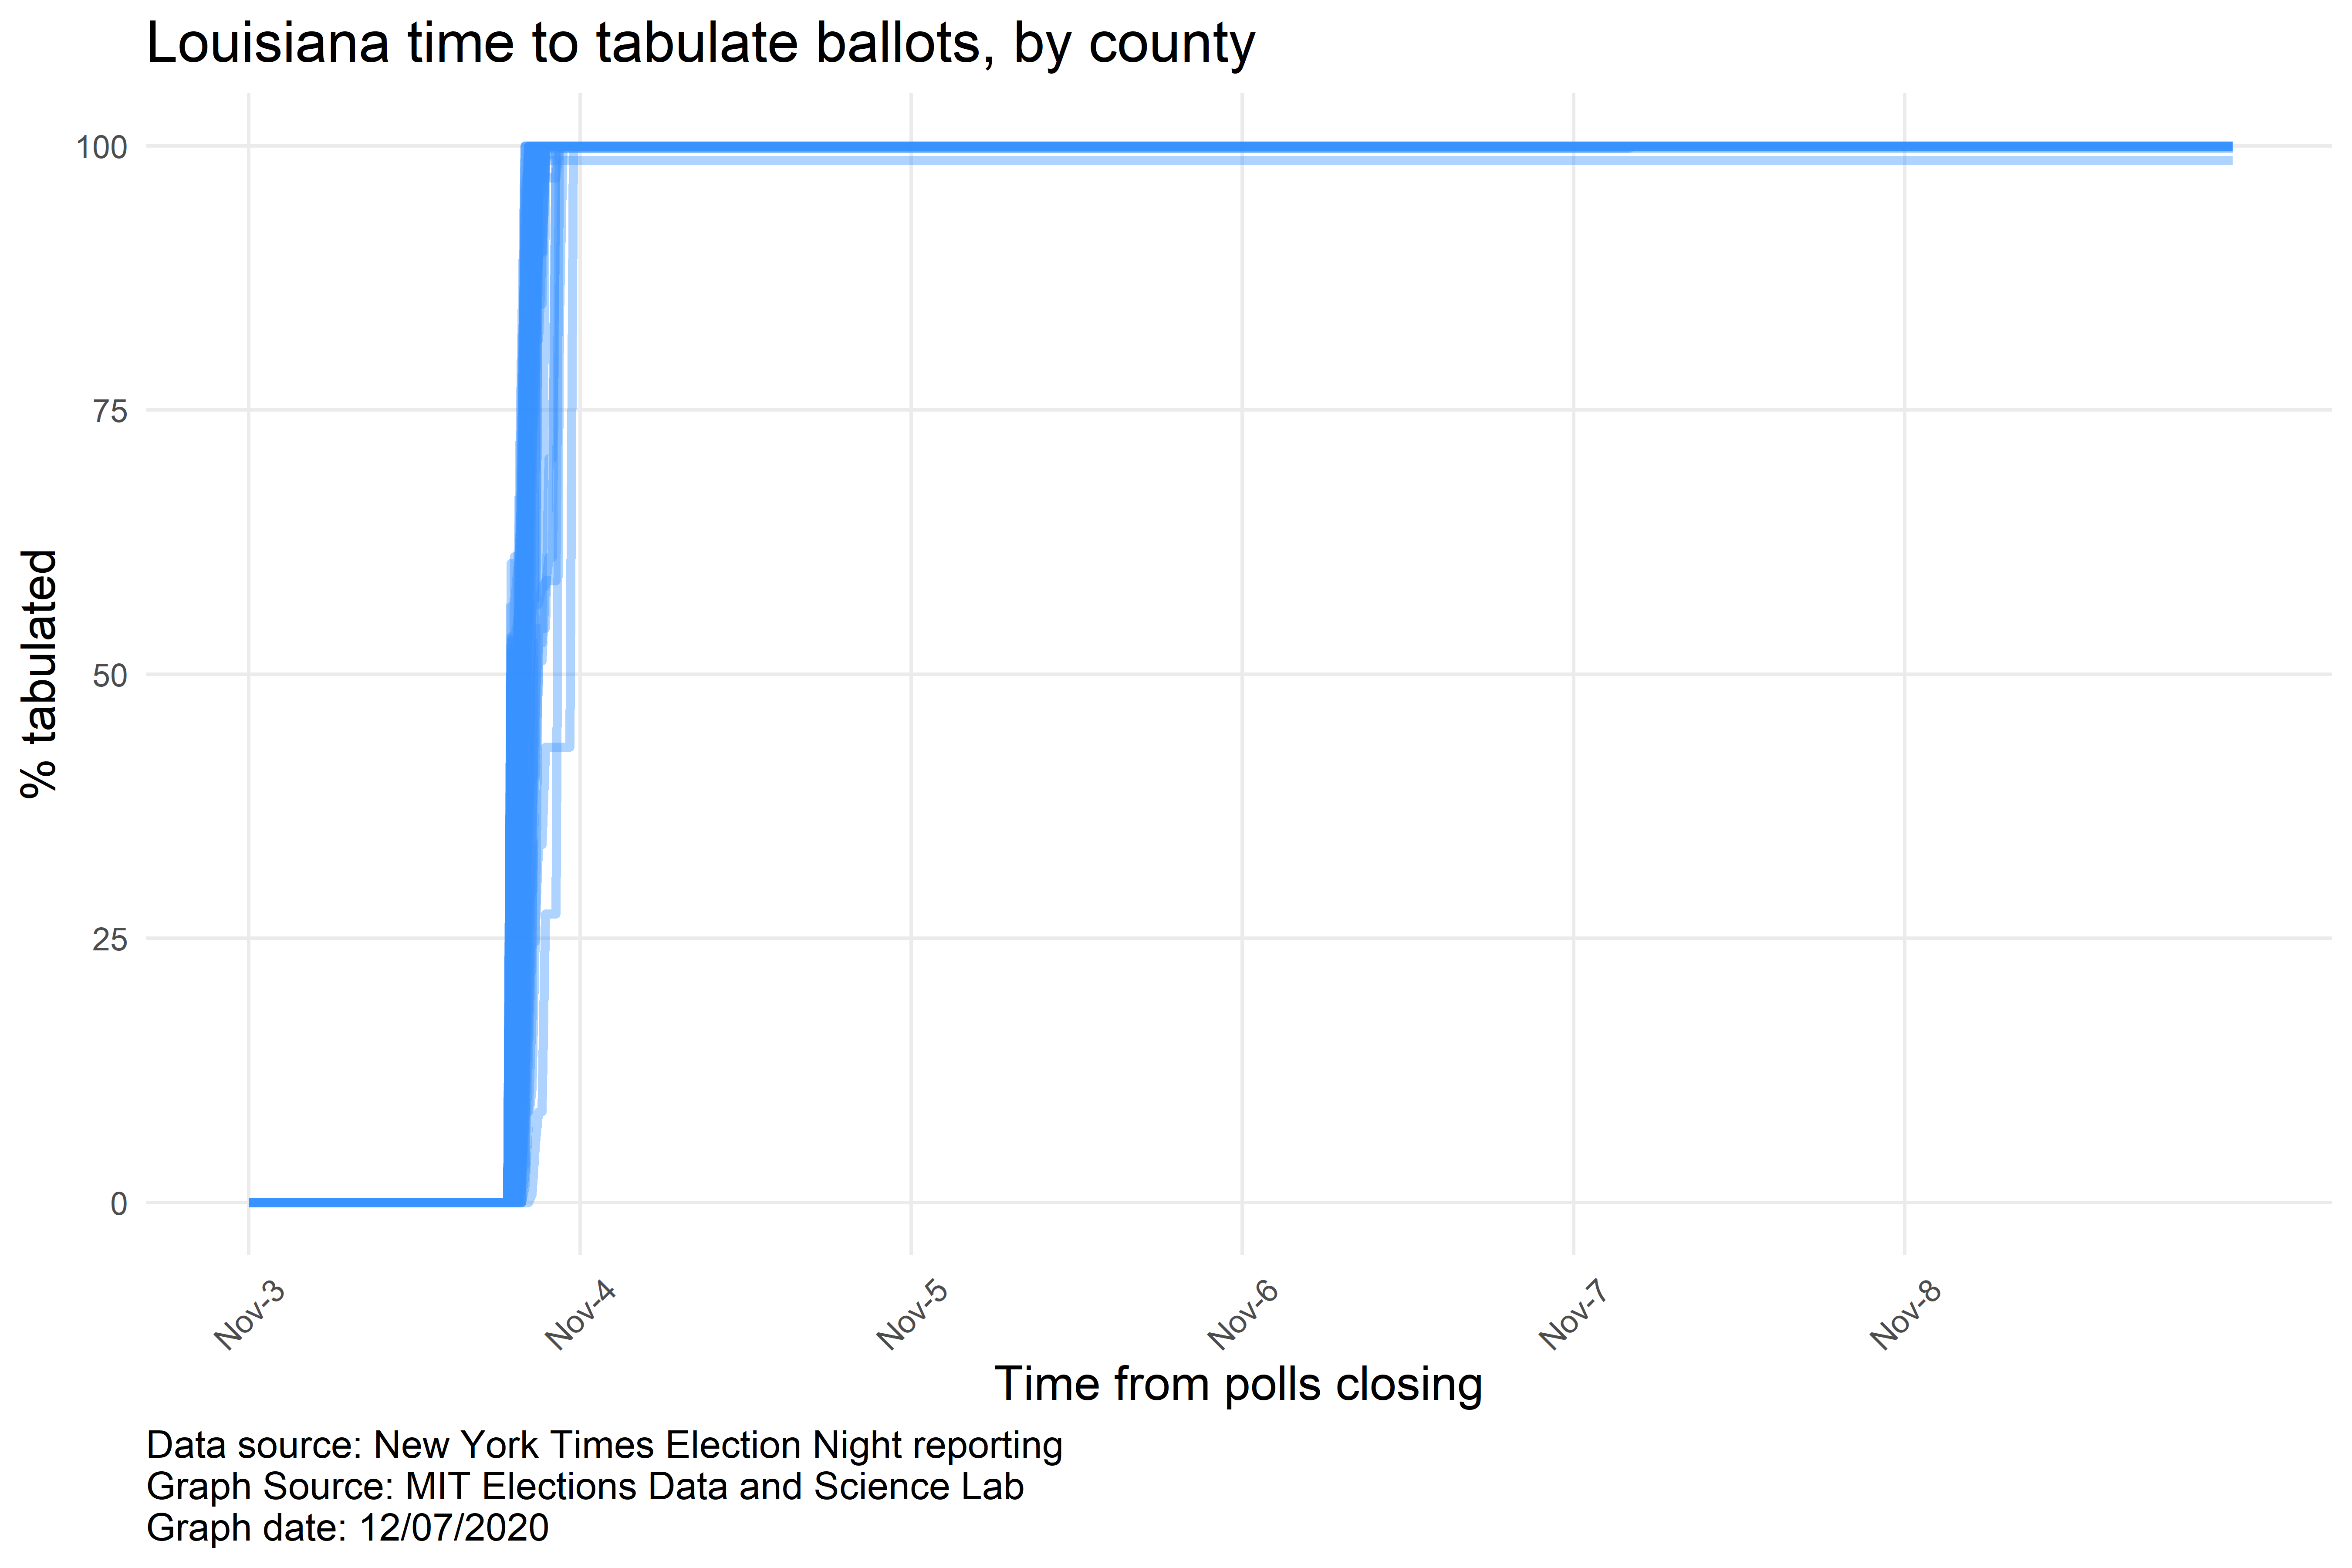 Louisiana time to tabulate ballots, by county
% tabulated
100
75
50
25
0
Nov-3
Nov-4
Nov-5
Nov-6
Nov-7
Nov-8
Time from polls closing
Data source: New York Times Election Night reporting
Graph Source: MIT Elections Data and Science Lab
Graph date: 12/07/2020